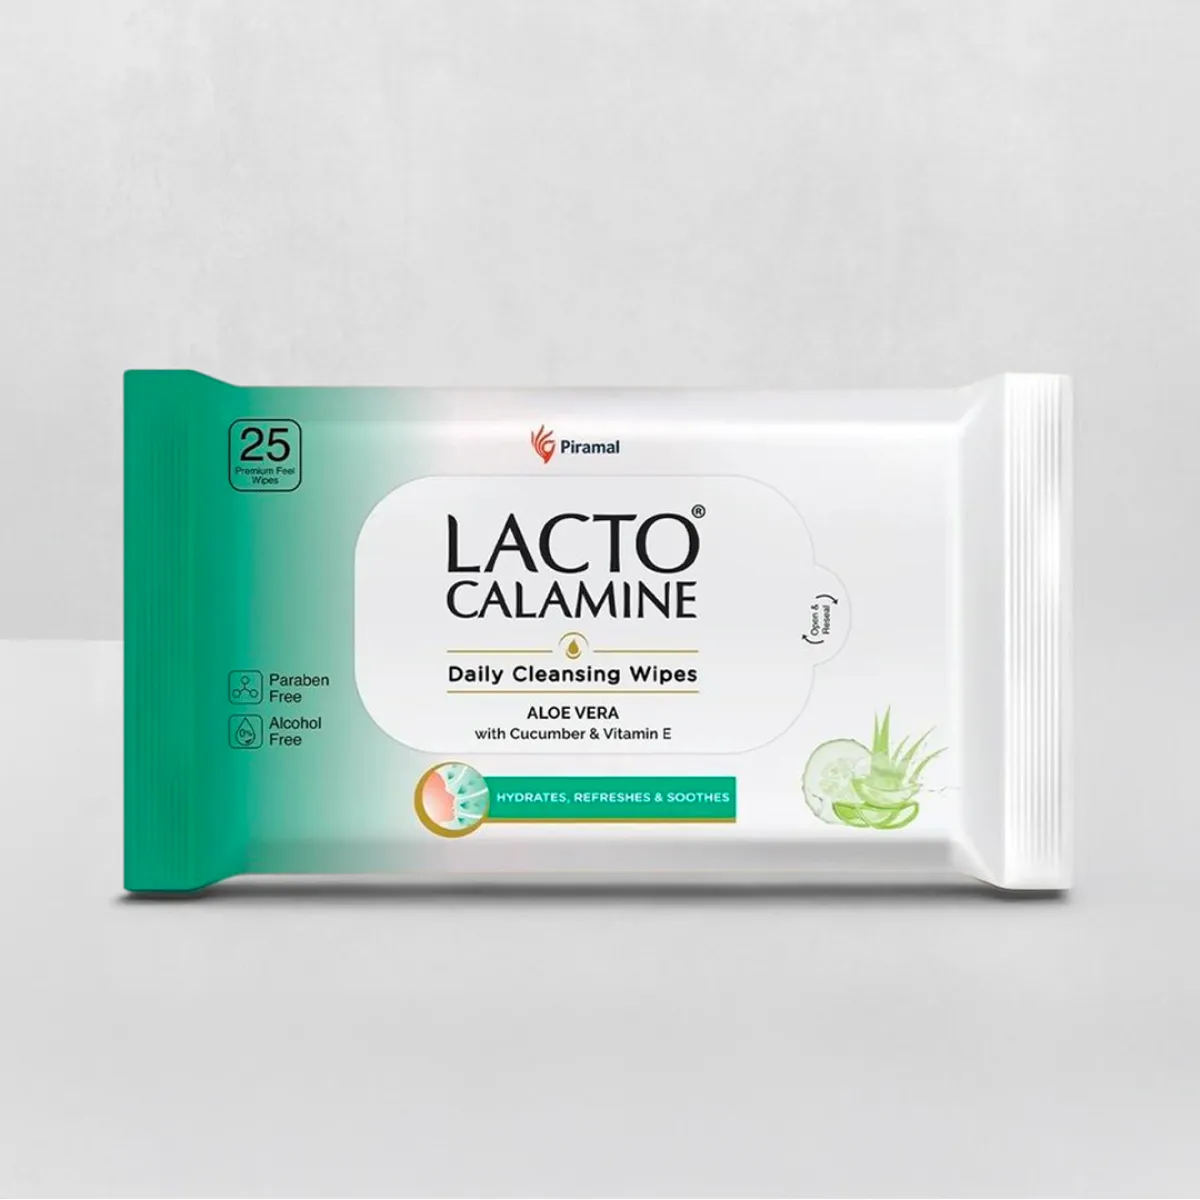 25
Premium Feel
Wipes
Piramal
LACTO®
CALAMINE
Daily Cleansing Wipes
ALOE VERA
with Cucumber & Vitamin E
Open &
Reseal
Paraben
Free
0%
Alcohol
Free
HYDRATES, REFRESHES & SOOTHES